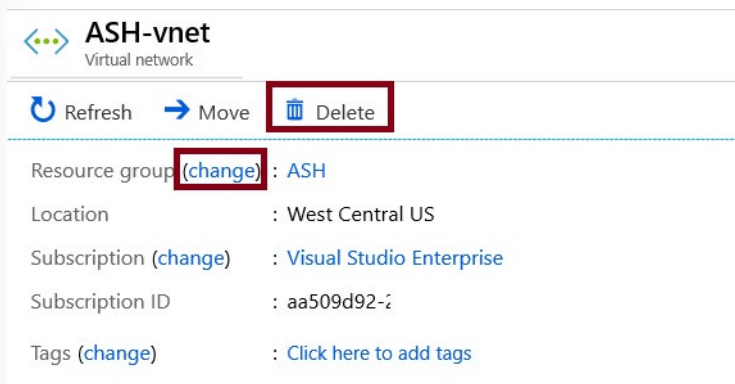 ASH-vnet
Virtual network
Refresh Move Delete
Resource group (change) : ASH
Location : West Central US
Subscription (change) : Visual Studio Enterprise
Subscription ID : aa509d92-
Tags (change) : Click here to add tags